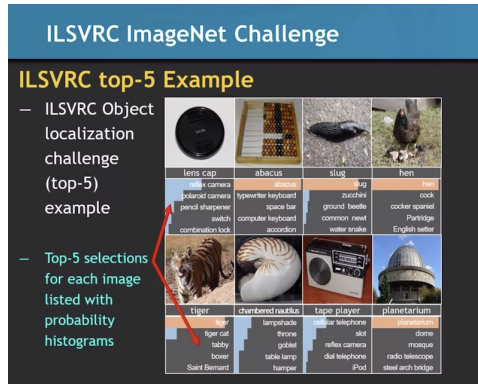 ILSVRC ImageNet Challenge
ILSVRC top-5 Example
— ILSVRC Object
localization
challenge
(top-5)
example
— Top-5 selections
for each image
listed with
probability
histograms
lens cap
reflex camera
polaroid camera
pencil sharpener
switch
combination lock
abacus
abacus
typewriter keyboard
space bar
computer keyboard
accordion
slug
slug
zucchini
ground beetle
common newt
water snake
hen
hen
cock
cocker spaniel
Partridge
English setter
tiger
tiger
tiger cat
tabby
boxer
Saint Bernard
chambered nautilus
lampshade
throne
goblet
table lamp
hamper
tape player
cellular telephone
slot
reflex camera
dial telephone
iPod
planetarium
planetarium
dome
mosque
radio telescope
steel arch bridge